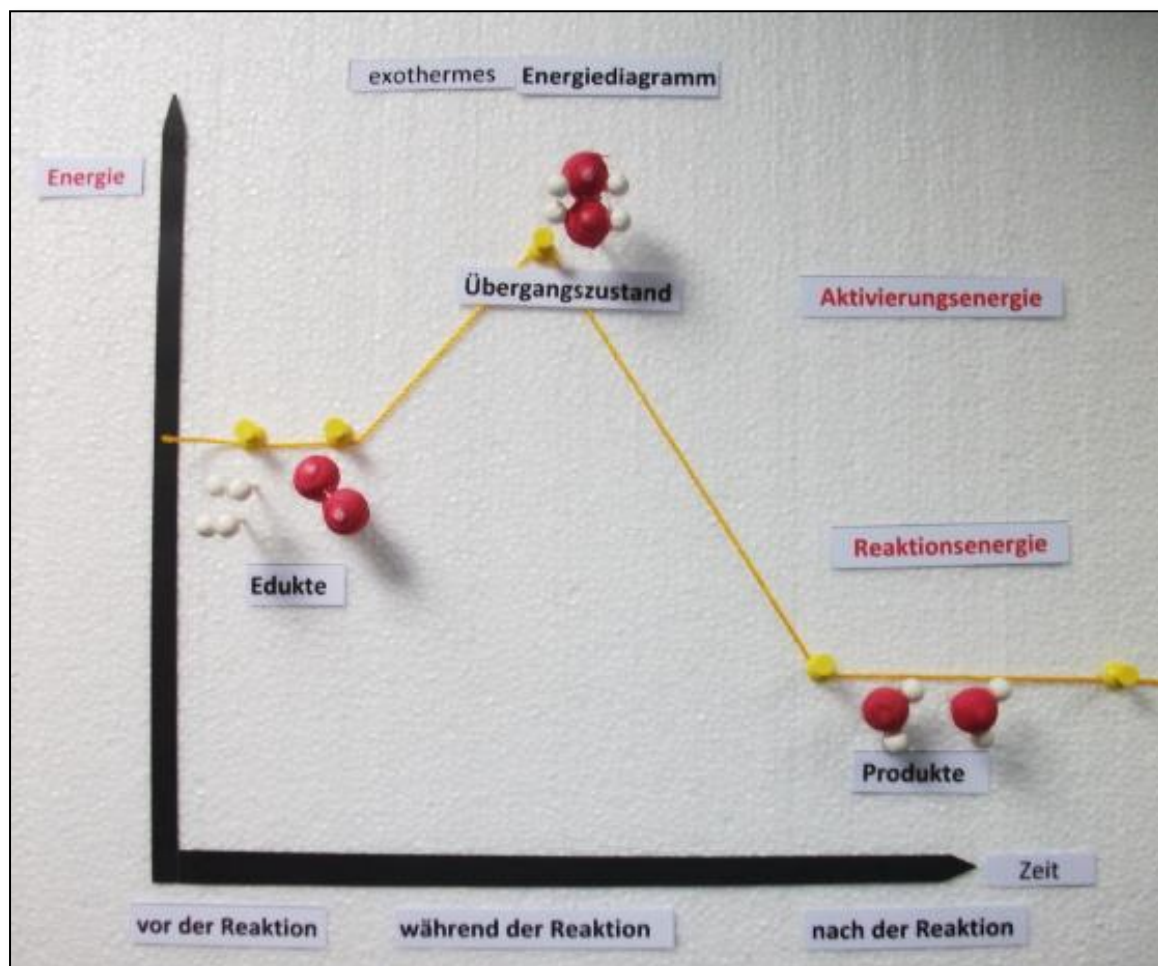 exothermes Energiediagramm
Energie
Übergangszustand
Aktivierungsenergie
Reaktionsenergie
Edukte
Produkte
Zeit
vor der Reaktion
während der Reaktion
nach der Reaktion